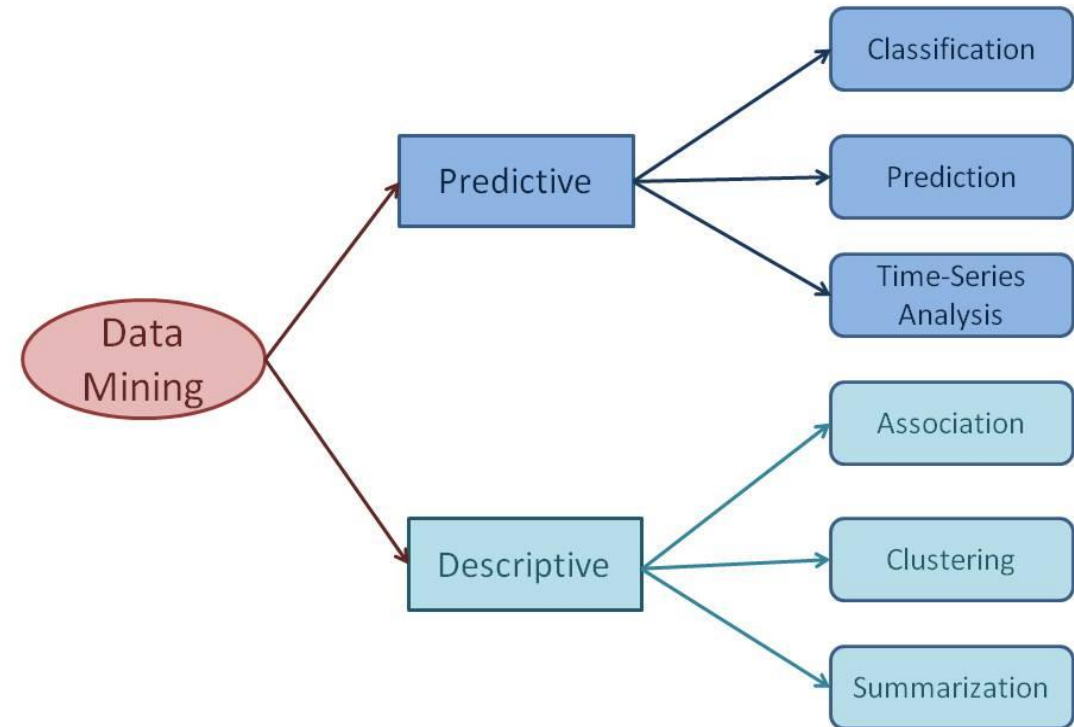 Data
Mining
Predictive
Classification
Prediction
Time-Series
Analysis
Descriptive
Association
Clustering
Summarization